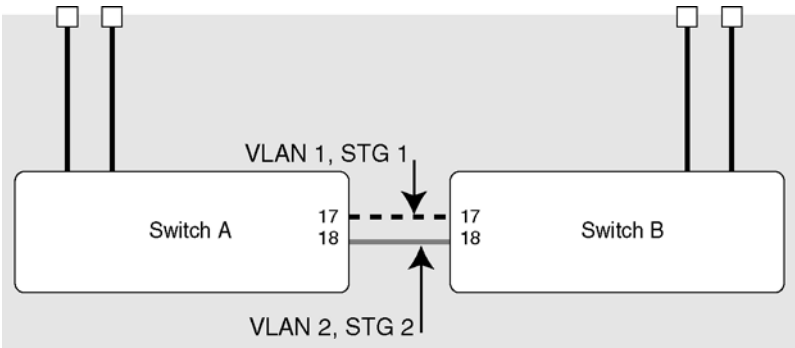 VLAN 1, STG 1
Switch A
17
18
17
18
Switch B
VLAN 2, STG 2